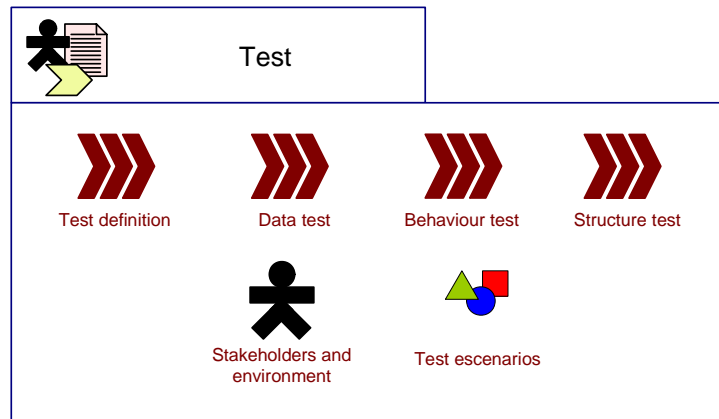 Test
Test definition
Data test
Behaviour test
Structure test
Stakeholders and
environment
Test escenarios